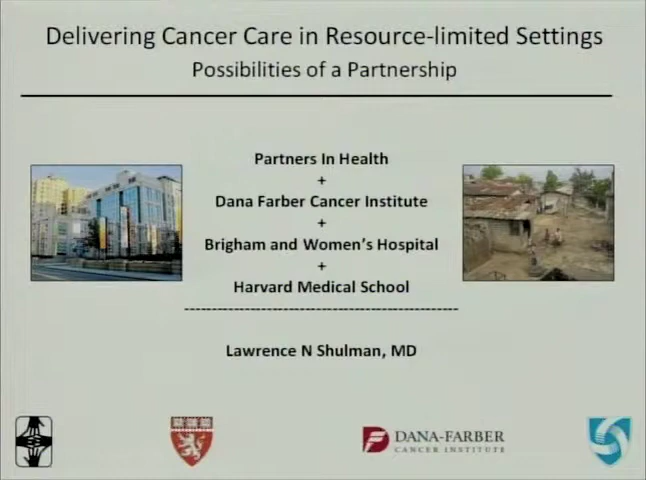 Delivering Cancer Care in Resource-limited Settings
Possibilities of a Partnership
Partners In Health
+
Dana Farber Cancer Institute
+
Brigham and Women's Hospital
+
Harvard Medical School
--------------------------------------------------
Lawrence N Shulman, MD
DANA-FARBER
CANCER INSTITUTE